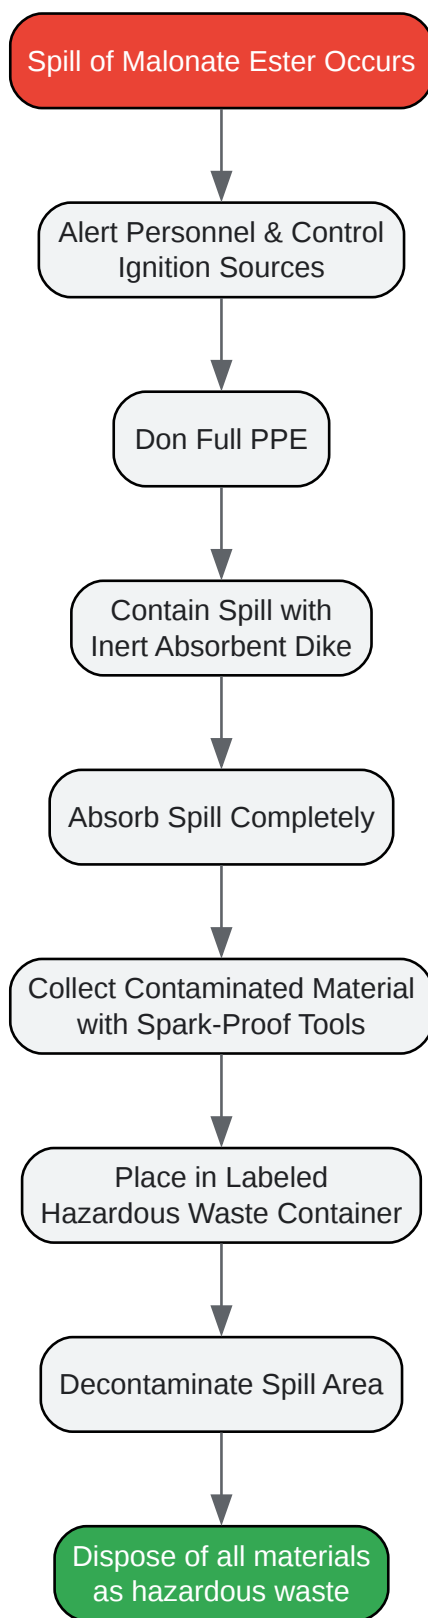 Spill of Malonate Ester Occurs
Alert Personnel & Control
Ignition Sources
Don Full PPE
Contain Spill with
Inert Absorbent Dike
Absorb Spill Completely
Collect Contaminated Material
with Spark-Proof Tools
Place in Labeled
Hazardous Waste Container
Decontaminate Spill Area
Dispose of all materials
as hazardous waste